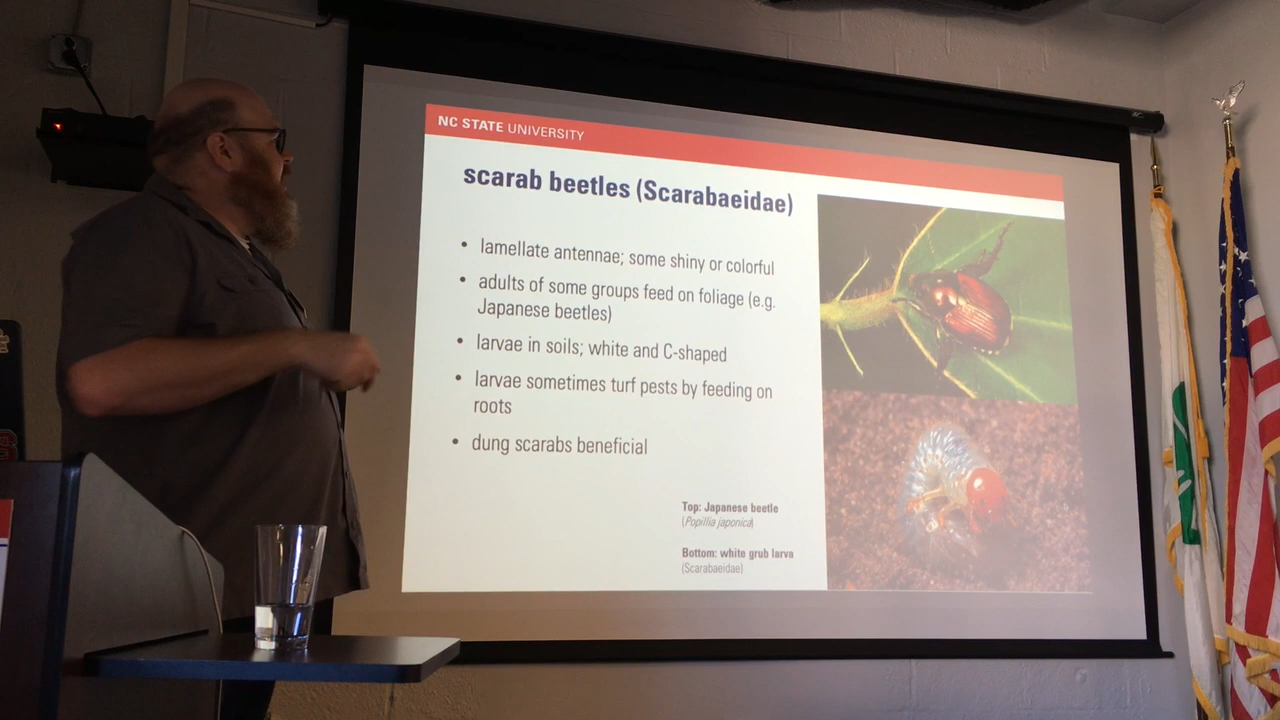 NC STATE UNIVERSITY
scarab beetles (Scarabaeidae)
• lamellate antennae; some shiny or colorful
• adults of some groups feed on foliage (e.g.
Japanese beetles)
• larvae in soils; white and C-shaped
• larvae sometimes turf pests by feeding on
roots
• dung scarabs beneficial
Top: Japanese beetle
(Popillia japonica)
Bottom: white grub larva
(Scarabaeidae)